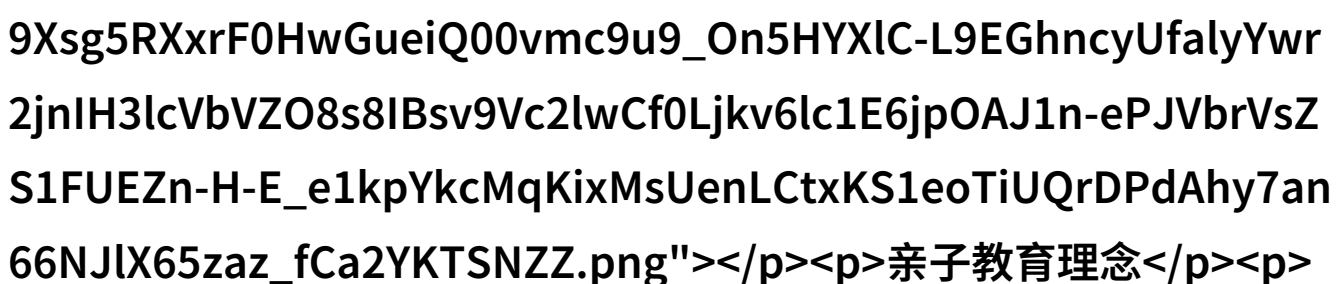 9Xsg5RXxrF0HwGueiQ00vmc9u9_On5HYXlC-L9EGhncyUfalyYwr
2jnIH3lcVbVZO8s8IBsv9Vc2lwCf0Ljkv6lc1E6jpOAJ1n-ePJVbrVsZ
S1FUEZn-H-E_e1kpYkcMqKixMsUenLCtxKS1eoTiUQrDPdAhy7an
66NJlX65zaz_fCa2YKTSNZZ.png"></p><p>亲子教育理念</p><p>